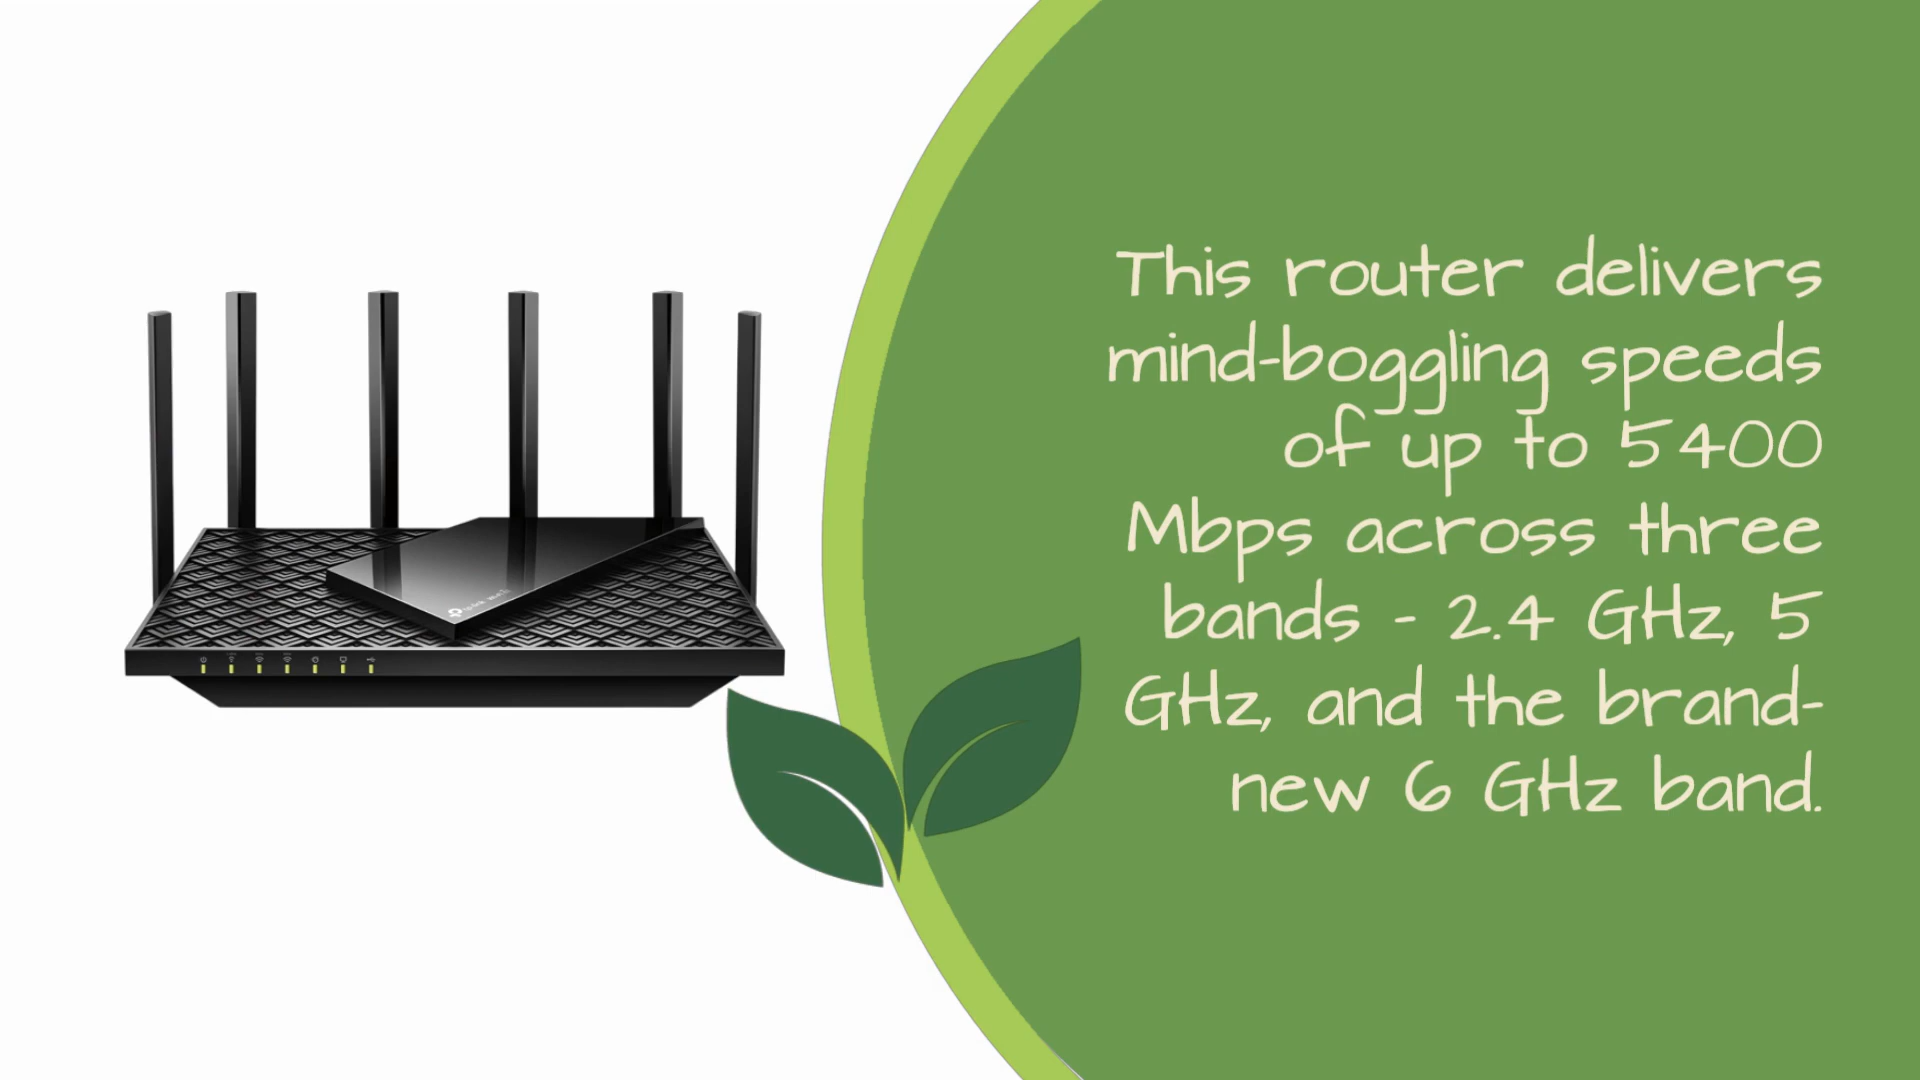 This router delivers
mind-boggling speeds
of up to 5400
Mbps across three
bands - 2.4 GHz, 5
GHz, and the brand-
new 6 GHz band.